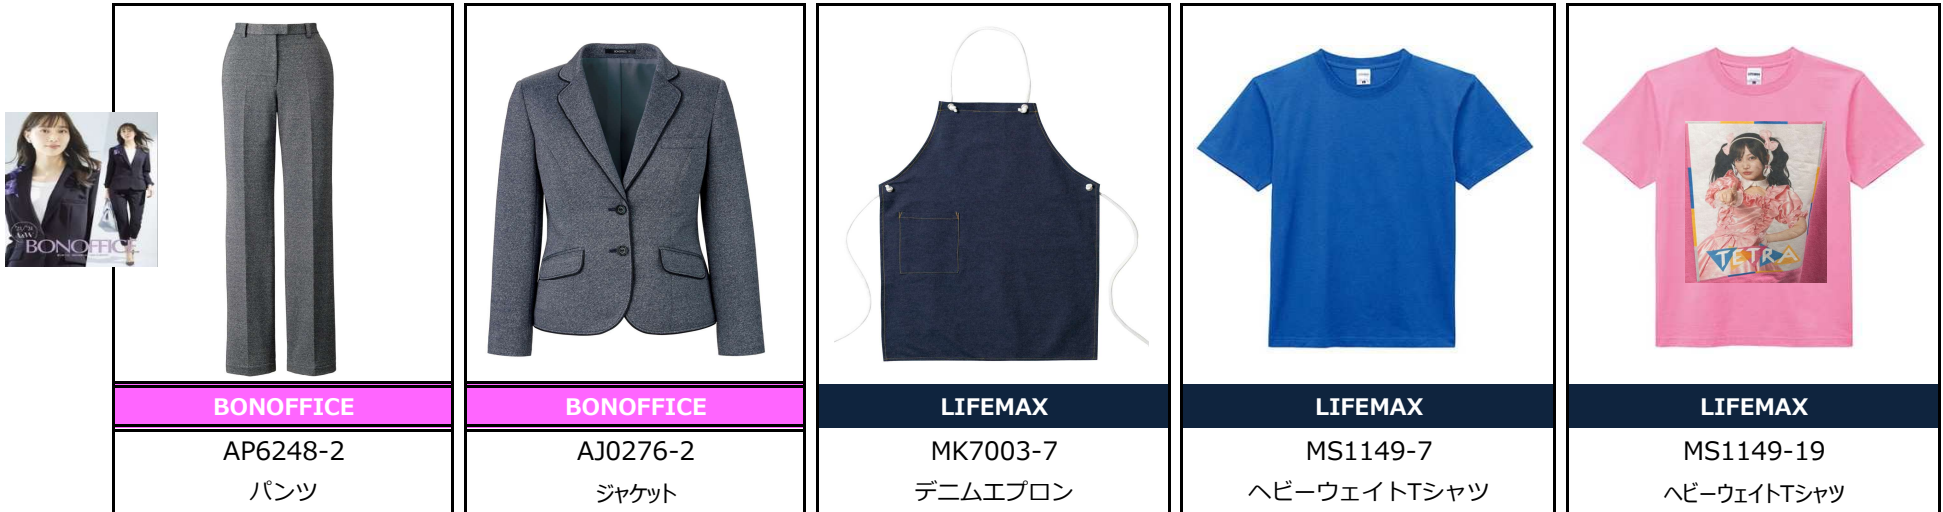 BONOFFICE
BONOFFICE
AP6248-2
パンツ
BONOFFICE
AJ0276-2
ジャケット
LIFEMAX
MK7003-7
デニムエプロン
LIFEMAX
MS1149-7
ヘビーウェイトTシャツ
TETRA
LIFEMAX
MS1149-19
ヘビーウェイトTシャツ